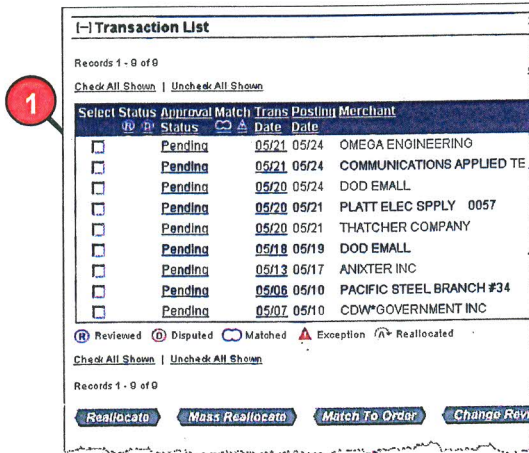 [–] Transaction List
Records 1 - 9 of 9
Check All Shown | Uncheck All Shown
1
Select Status Approval Match Trans Posting Merchant
R D Status Date Date
Pending 05/21 05/24 OMEGA ENGINEERING
Pending 05/21 05/24 COMMUNICATIONS APPLIED TE
Pending 05/20 05/24 DOD EMALL
Pending 05/20 05/21 PLATT ELEC SPPLY 0057
Pending 05/20 05/21 THATCHER COMPANY
Pending 05/18 05/19 DOD EMALL
Pending 05/13 05/17 ANIXTER INC
Pending 05/06 05/10 PACIFIC STEEL BRANCH #34
Pending 05/07 05/10 CDW*GOVERNMENT INC
R Reviewed D Disputed Matched Exception A Reallocated
Check All Shown | Uncheck All Shown
Records 1 - 9 of 9
Reallocate Mass Reallocate Match To Order Change Revi